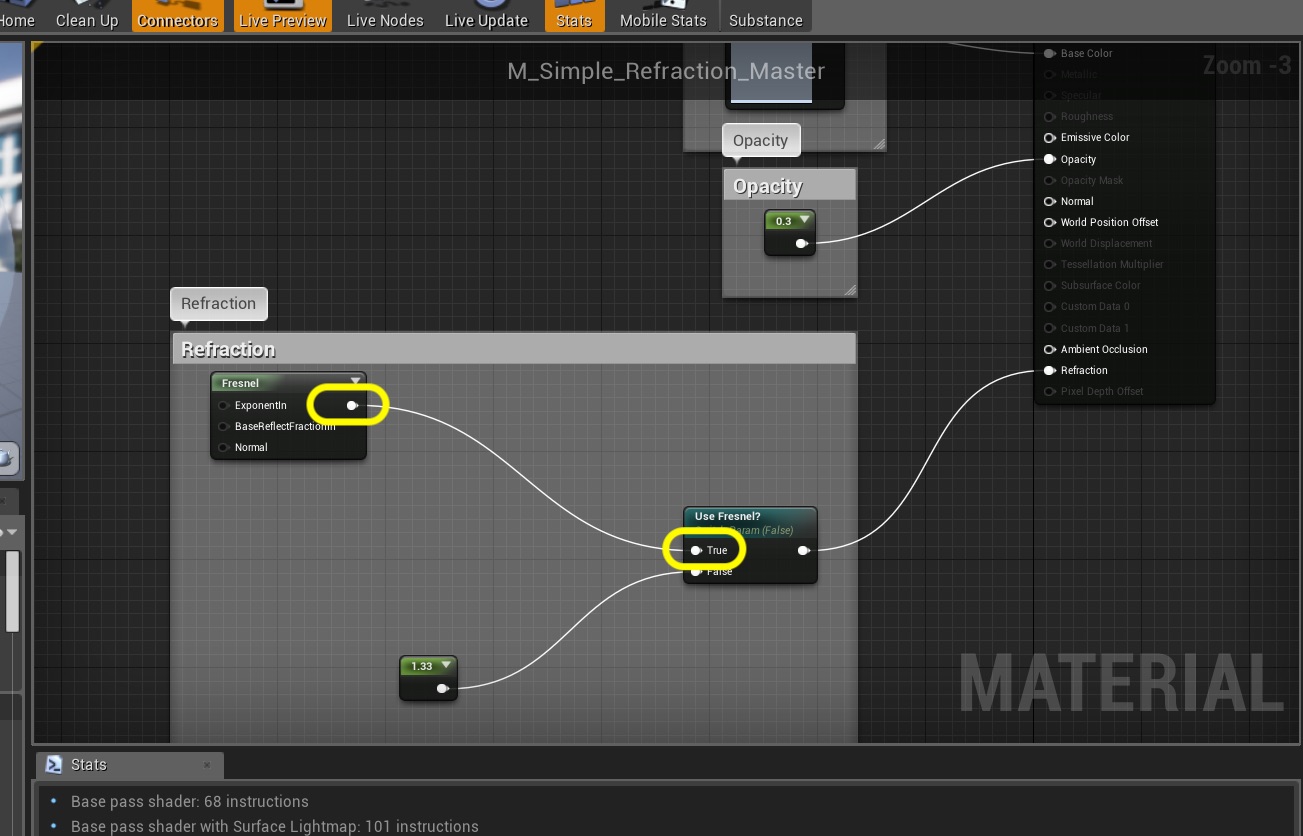 Home Clean Up Connectors Live Preview Live Nodes Live Update Stats Mobile Stats Substance
M_Simple_Refraction_Master
Zoom -3
Base Color
Metallic
Specular
Roughness
Emissive Color
Opacity
Opacity Mask
Normal
World Position Offset
World Displacement
Tessellation Multiplier
Subsurface Color
Custom Data 0
Custom Data 1
Ambient Occlusion
Refraction
Pixel Depth Offset
Opacity
Opacity
0.3
Refraction
Refraction
Fresnel
ExponentIn
BaseReflectFractionIn
Normal
Use Fresnel?
Param (False)
True
False
1.33
MATERIAL
Stats
Base pass shader: 68 instructions
Base pass shader with Surface Lightmap: 101 instructions